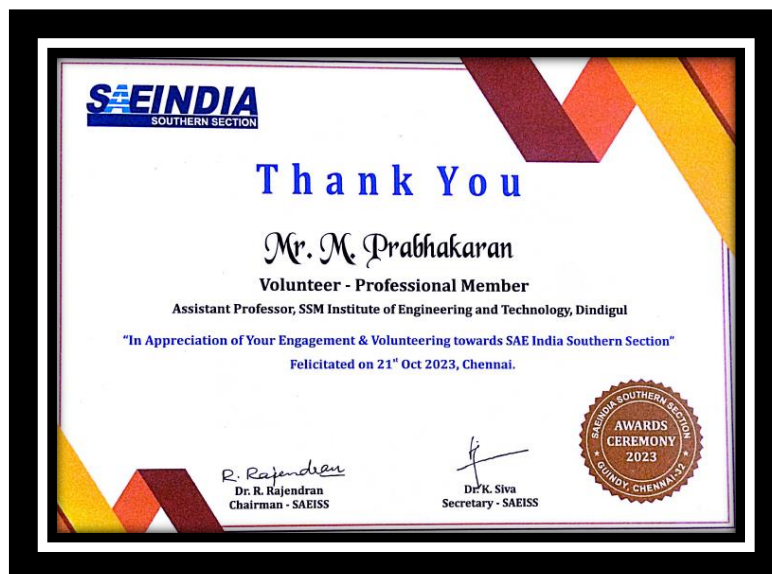 SAEINDIA
SOUTHERN SECTION
Thank You
Mr. M. Prabhakaran
Volunteer - Professional Member
Assistant Professor, SSM Institute of Engineering and Technology, Dindigul
“In Appreciation of Your Engagement & Volunteering towards SAE India Southern Section”
Felicitated on 21st Oct 2023, Chennai.
R. Rajendran
Dr. R. Rajendran
Chairman - SAEISS
Dr. K. Siva
Secretary - SAEISS
SAEINDIA SOUTHERN SECTION
AWARDS
CEREMONY
2023
GUINDY, CHENNAI-32